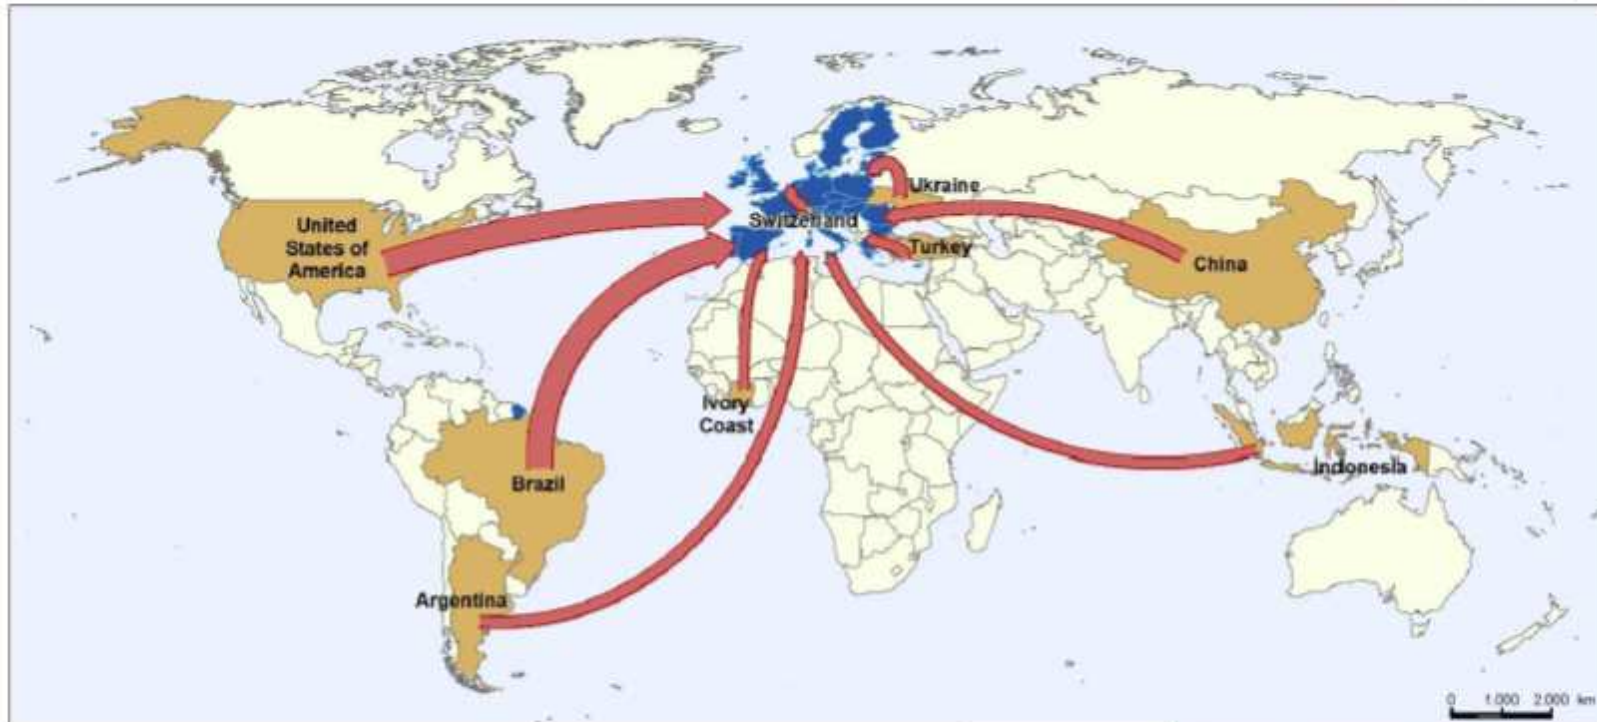 Ukraine
Switzerland
United
States of
America
Turkey
China
Ivory
Coast
Indonesia
Brazil
Argentina
0 1.000 2.000 km